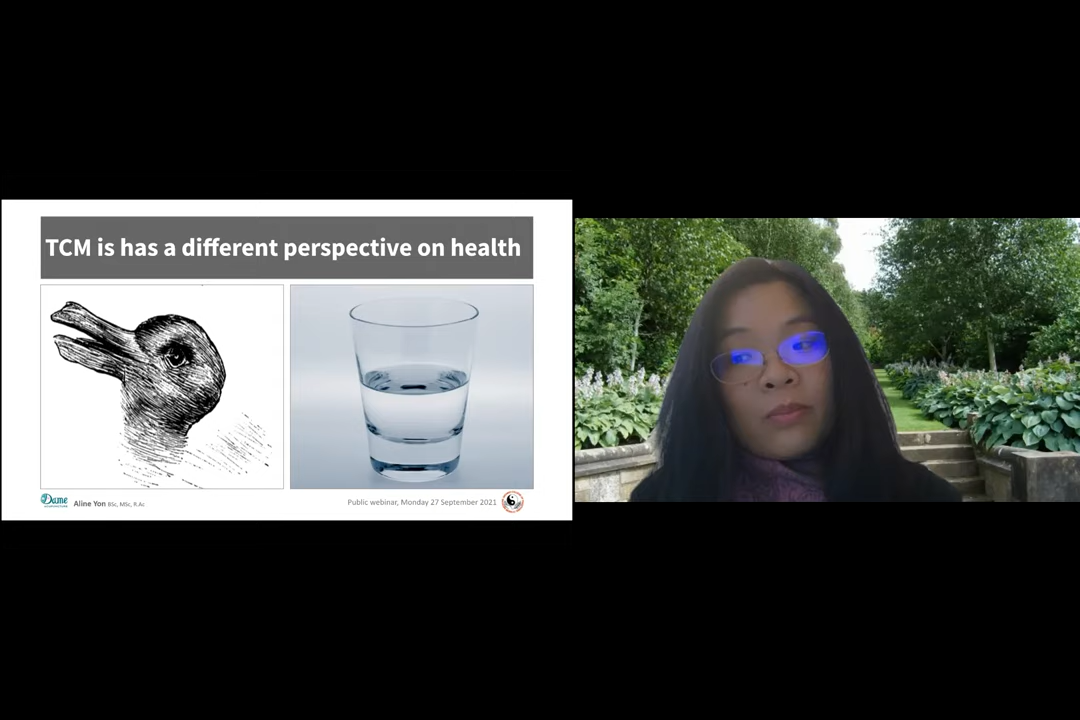 TCM is has a different perspective on health
Dame
Aline Yon BSc, MSc, R.Ac
Public webinar, Monday 27 September 2021